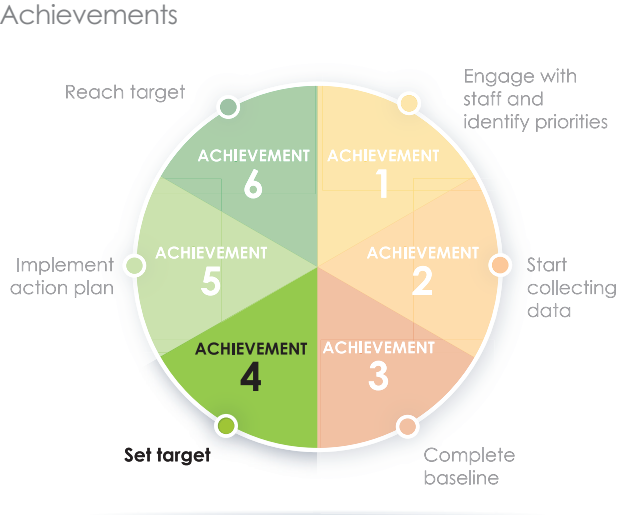 Achievements
Engage with
staff and
identify priorities
ACHIEVEMENT
1
Start
collecting
data
ACHIEVEMENT
2
Complete
baseline
ACHIEVEMENT
3
Set target
ACHIEVEMENT
4
Implement
action plan
ACHIEVEMENT
5
Reach target
ACHIEVEMENT
6